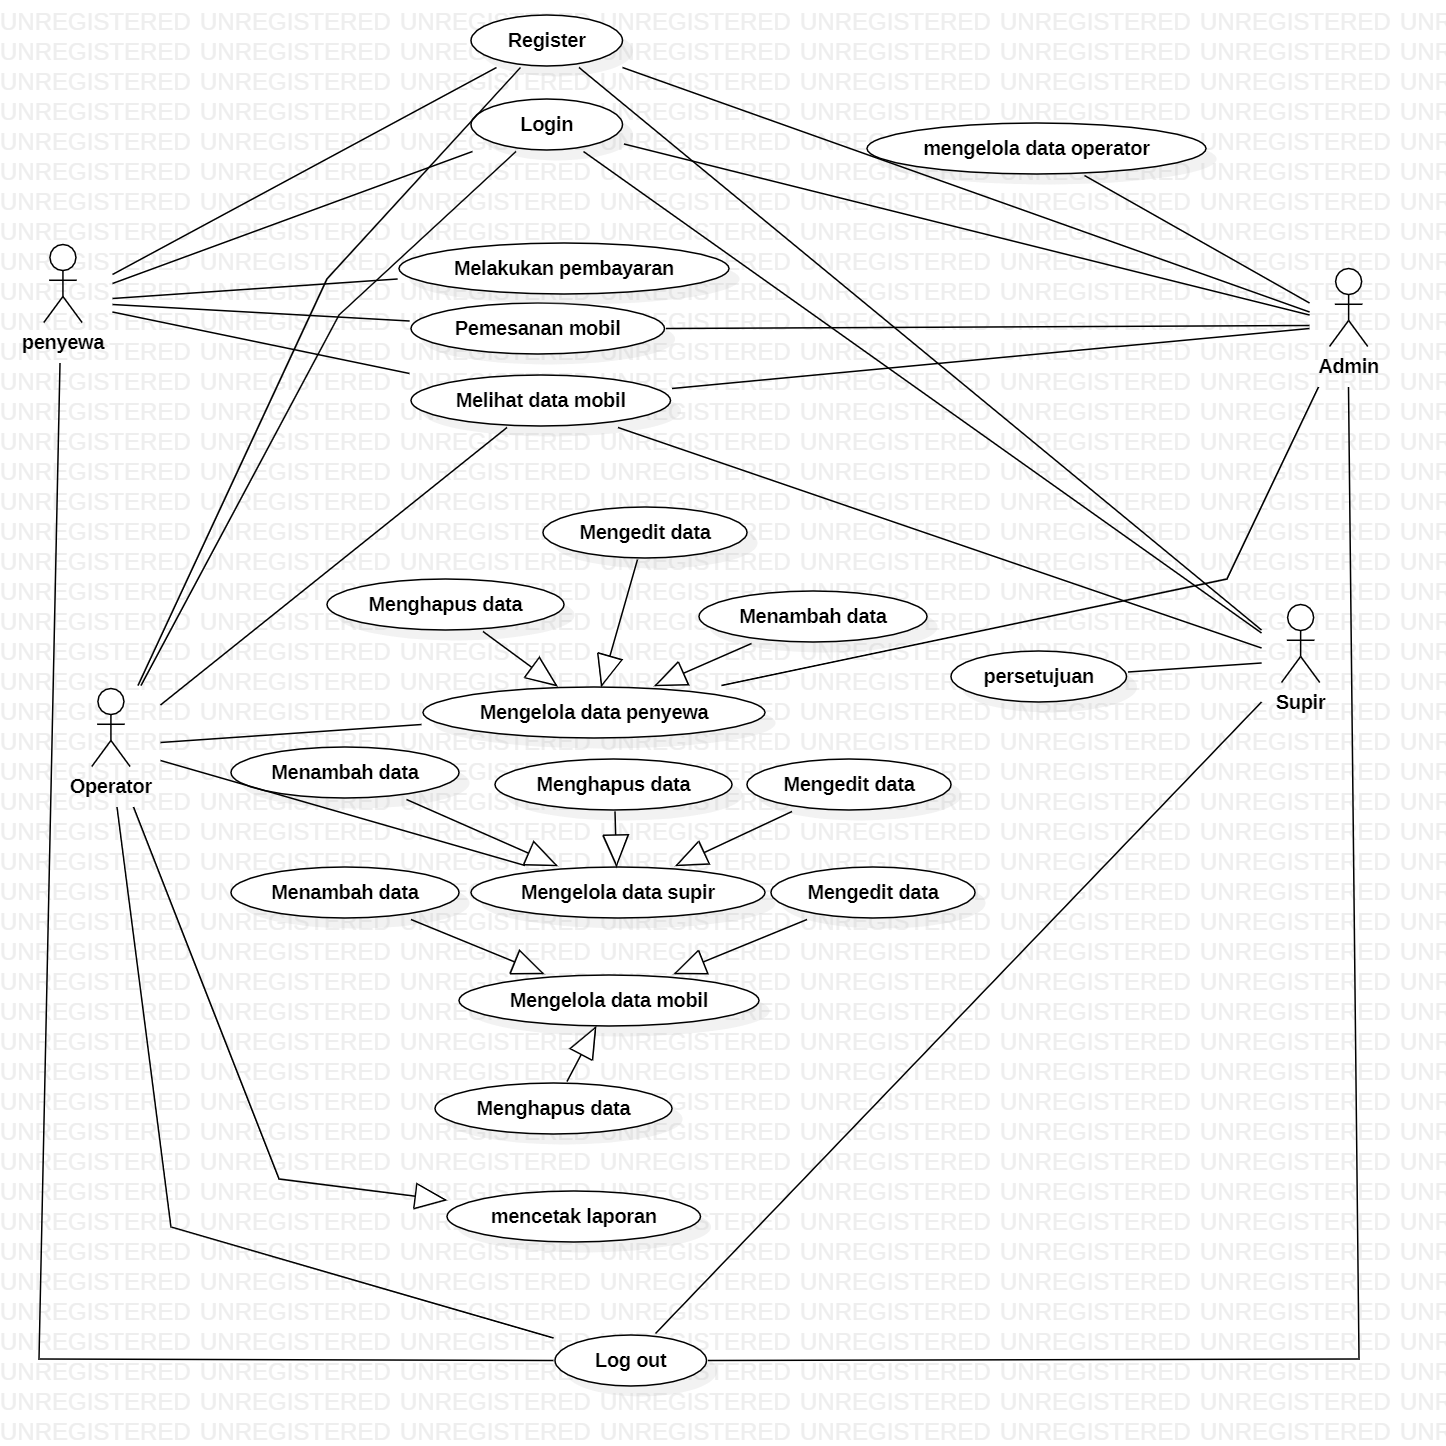 Register
Login
mengelola data operator
Melakukan pembayaran
Pemesanan mobil
penyewa
Admin
Melihat data mobil
Mengedit data
Menghapus data
Menambah data
persetujuan
Supir
Mengelola data penyewa
Operator
Menambah data
Menghapus data
Mengedit data
Menambah data
Mengelola data supir
Mengedit data
Mengelola data mobil
Menghapus data
mencetak laporan
Log out
UNREGISTERED